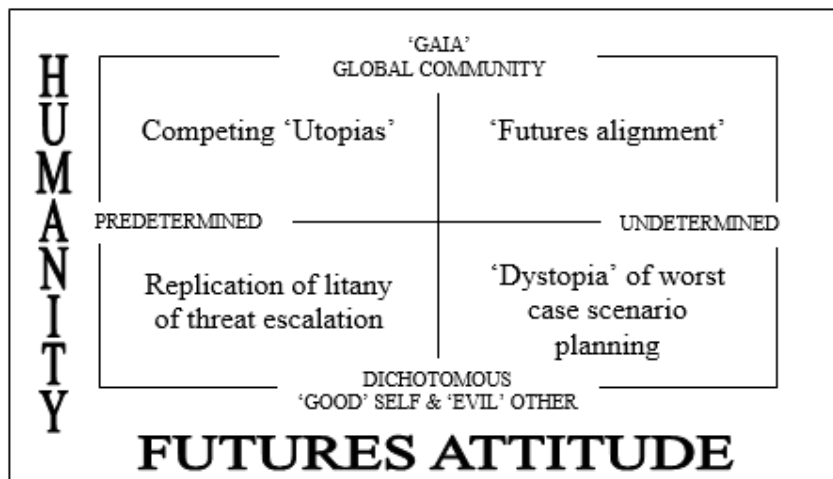 ‘GAIA’
GLOBAL COMMUNITY
HUMANITY
Competing ‘Utopias’
‘Futures alignment’
PREDETERMINED
UNDETERMINED
Replication of litany
of threat escalation
‘Dystopia’ of worst
case scenario
planning
DICHOTOMOUS
‘GOOD’ SELF & ‘EVIL’ OTHER
FUTURES ATTITUDE